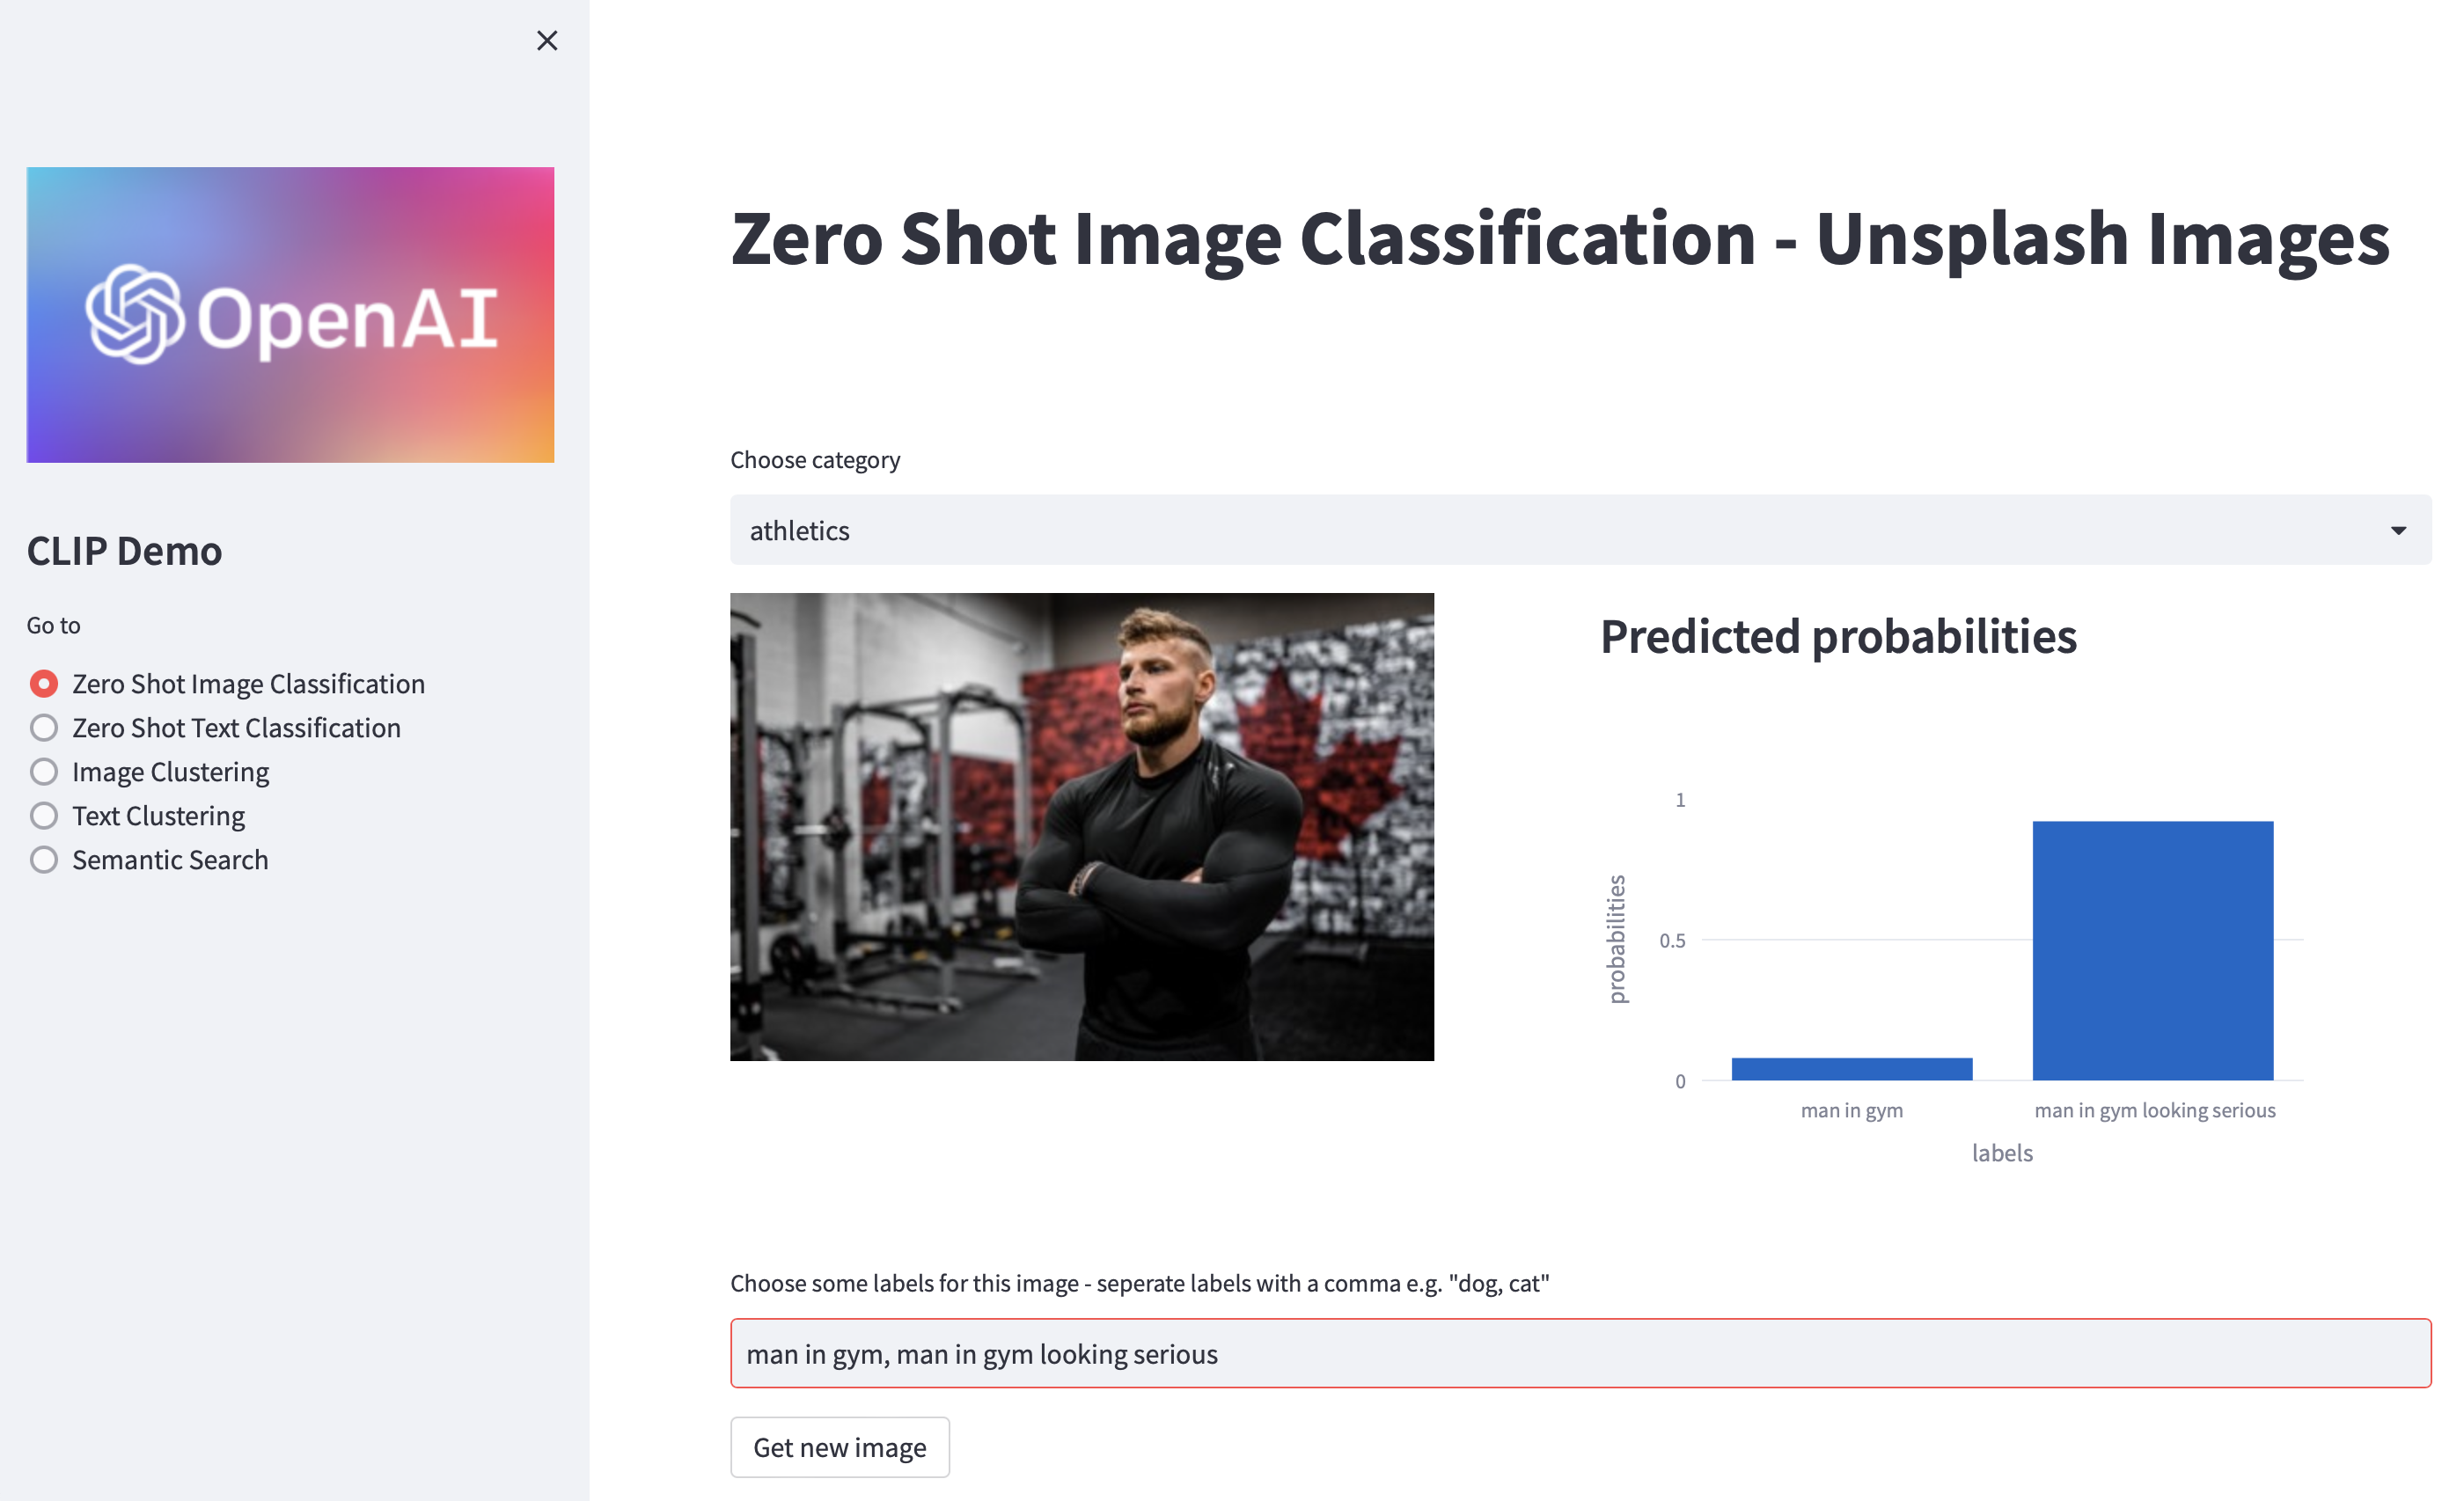 OpenAI
CLIP Demo
Go to
Zero Shot Image Classification
Zero Shot Text Classification
Image Clustering
Text Clustering
Semantic Search
Zero Shot Image Classification - Unsplash Images
Choose category
athletics
Predicted probabilities
1
0.5
0
probabilities
man in gym
man in gym looking serious
labels
Choose some labels for this image - seperate labels with a comma e.g. "dog, cat"
man in gym, man in gym looking serious
Get new image